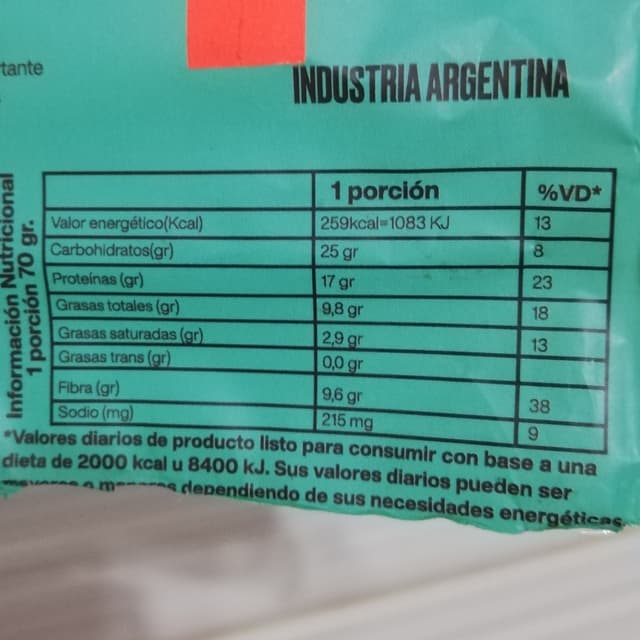 tante
INDUSTRIA ARGENTINA
Información Nutricional
1 porción 70 gr.
1 porción %VD*
Valor energético(Kcal) 259kcal=1083 KJ 13
Carbohidratos(gr) 25 gr 8
Proteínas (gr) 17 gr 23
Grasas totales (gr) 9,8 gr 18
Grasas saturadas (gr) 2,9 gr 13
Grasas trans (gr) 0,0 gr
Fibra (gr) 9,6 gr 38
Sodio (mg) 215 mg 9
*Valores diarios de producto listo para consumir con base a una
dieta de 2000 kcal u 8400 kJ. Sus valores diarios pueden ser
dependiendo de sus necesidades energéticas